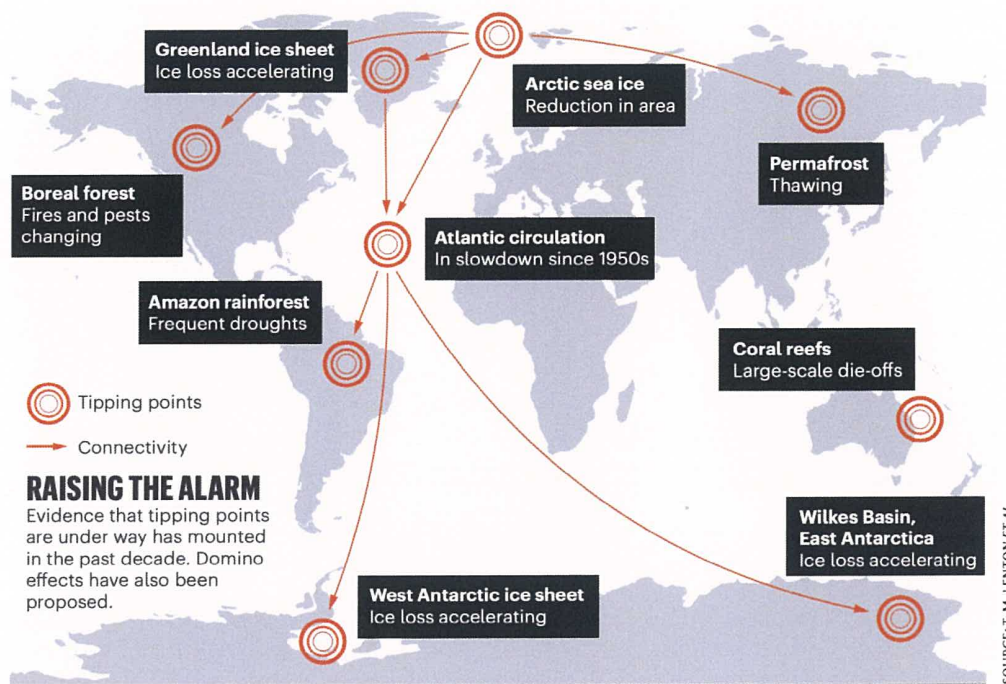 Greenland ice sheet
Ice loss accelerating
Arctic sea ice
Reduction in area
Permafrost
Thawing
Boreal forest
Fires and pests
changing
Atlantic circulation
In slowdown since 1950s
Amazon rainforest
Frequent droughts
Coral reefs
Large-scale die-offs
Tipping points
Connectivity
RAISING THE ALARM
Evidence that tipping points
are under way has mounted
in the past decade. Domino
effects have also been
proposed.
Wilkes Basin,
East Antarctica
Ice loss accelerating
West Antarctic ice sheet
Ice loss accelerating
SOURCE: T. M. LENTON ET